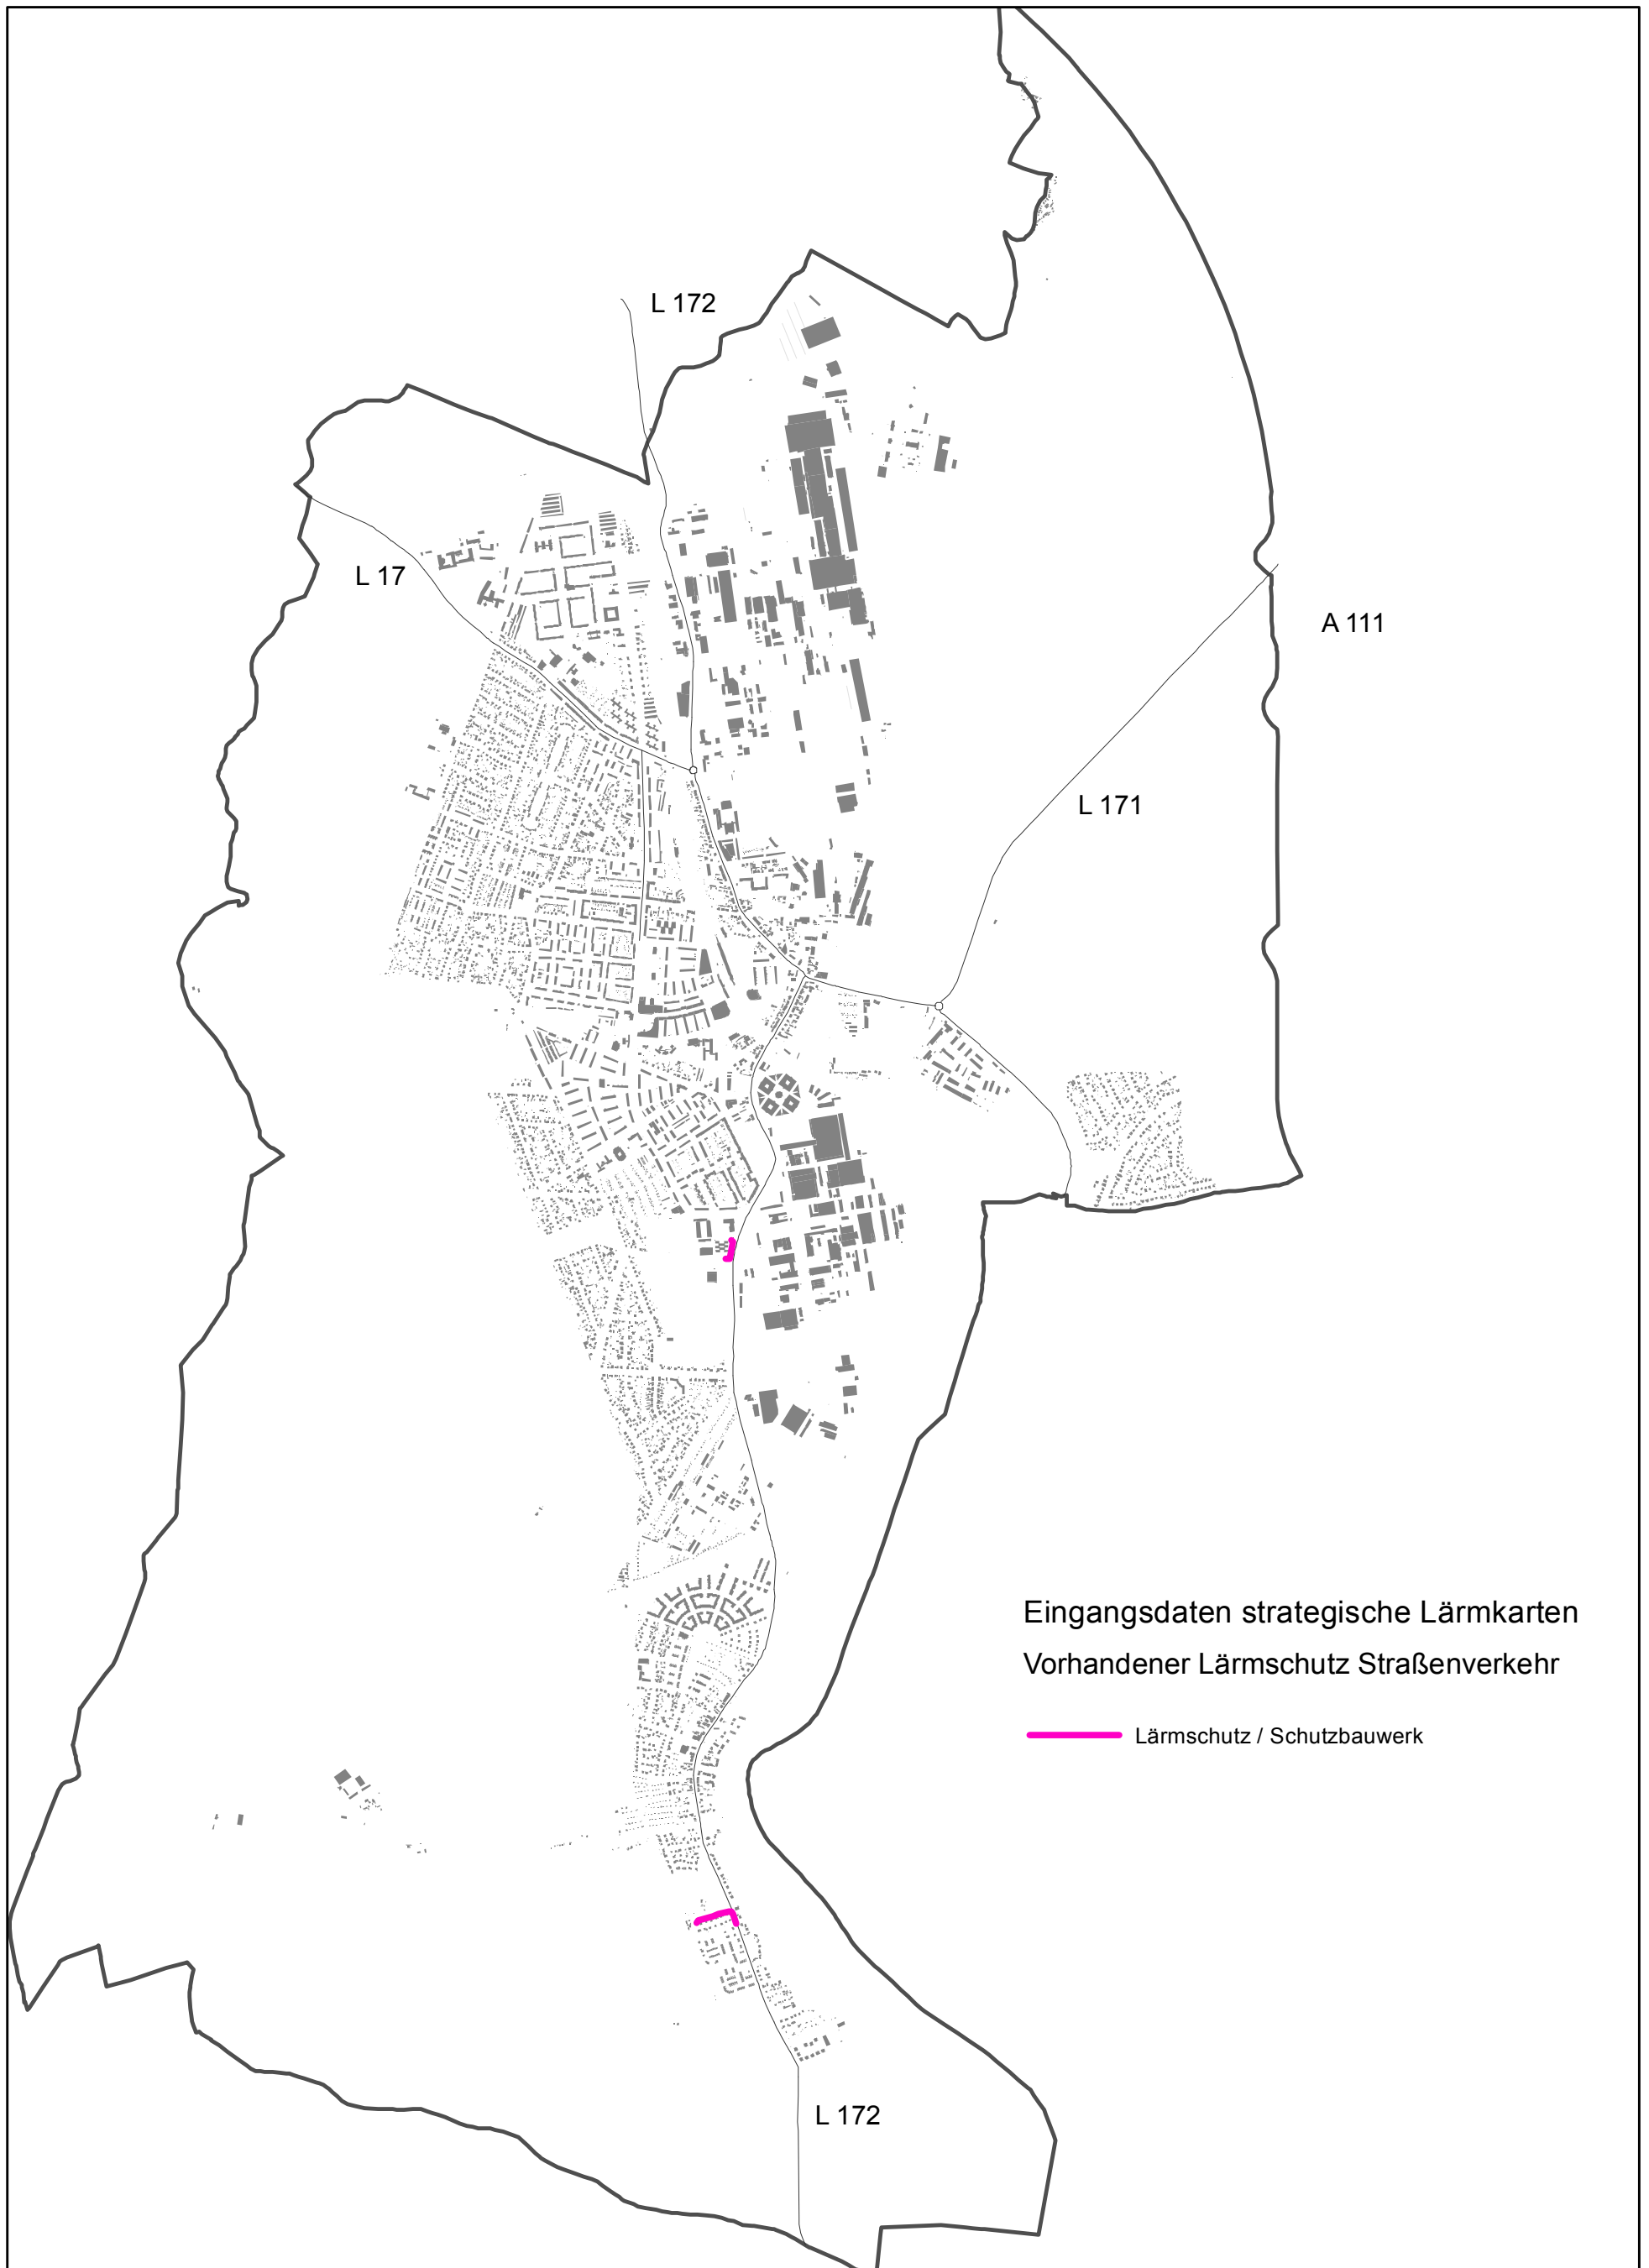 L 172
L 17
A 111
L 171
Eingangsdaten strategische Lärmkarten
Vorhandener Lärmschutz Straßenverkehr
Lärmschutz / Schutzbauwerk
L 172